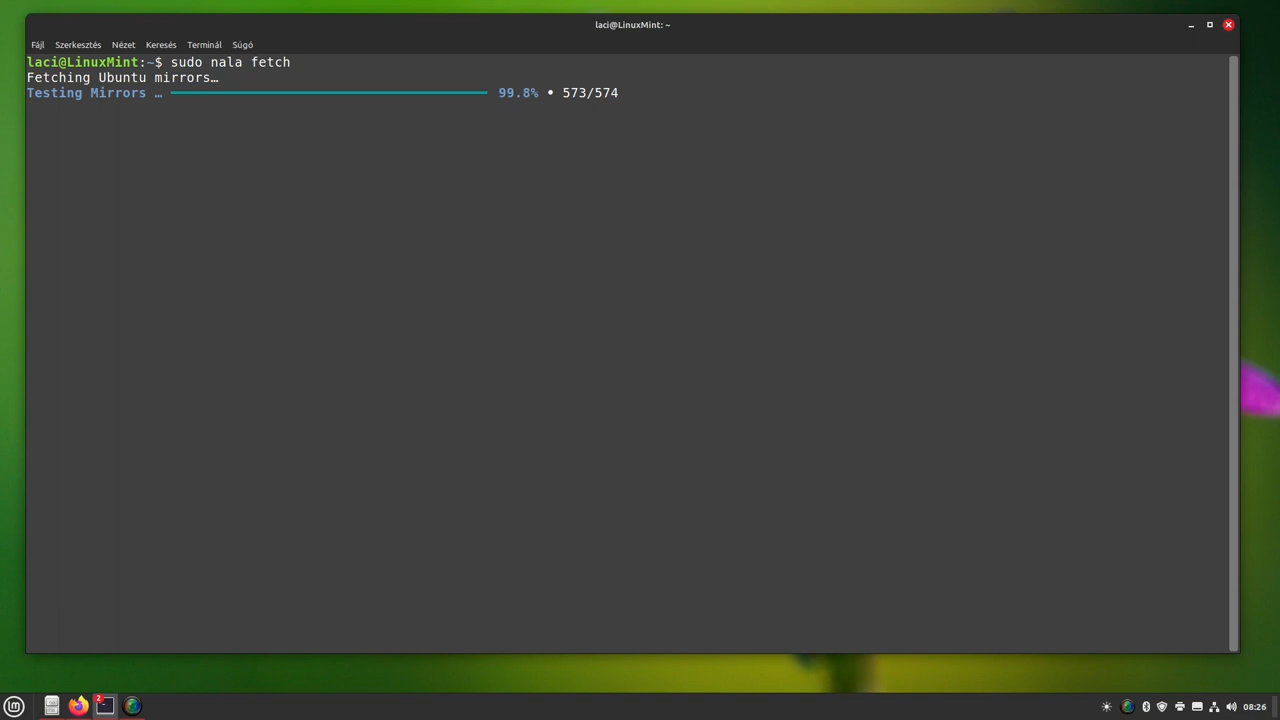 laci@LinuxMint: ~
Fájl Szerkesztés Nézet Keresés Terminál Súgó
laci@LinuxMint:~$ sudo nala fetch
Fetching Ubuntu mirrors…
Testing Mirrors … 99.8% • 573/574
2
08:26